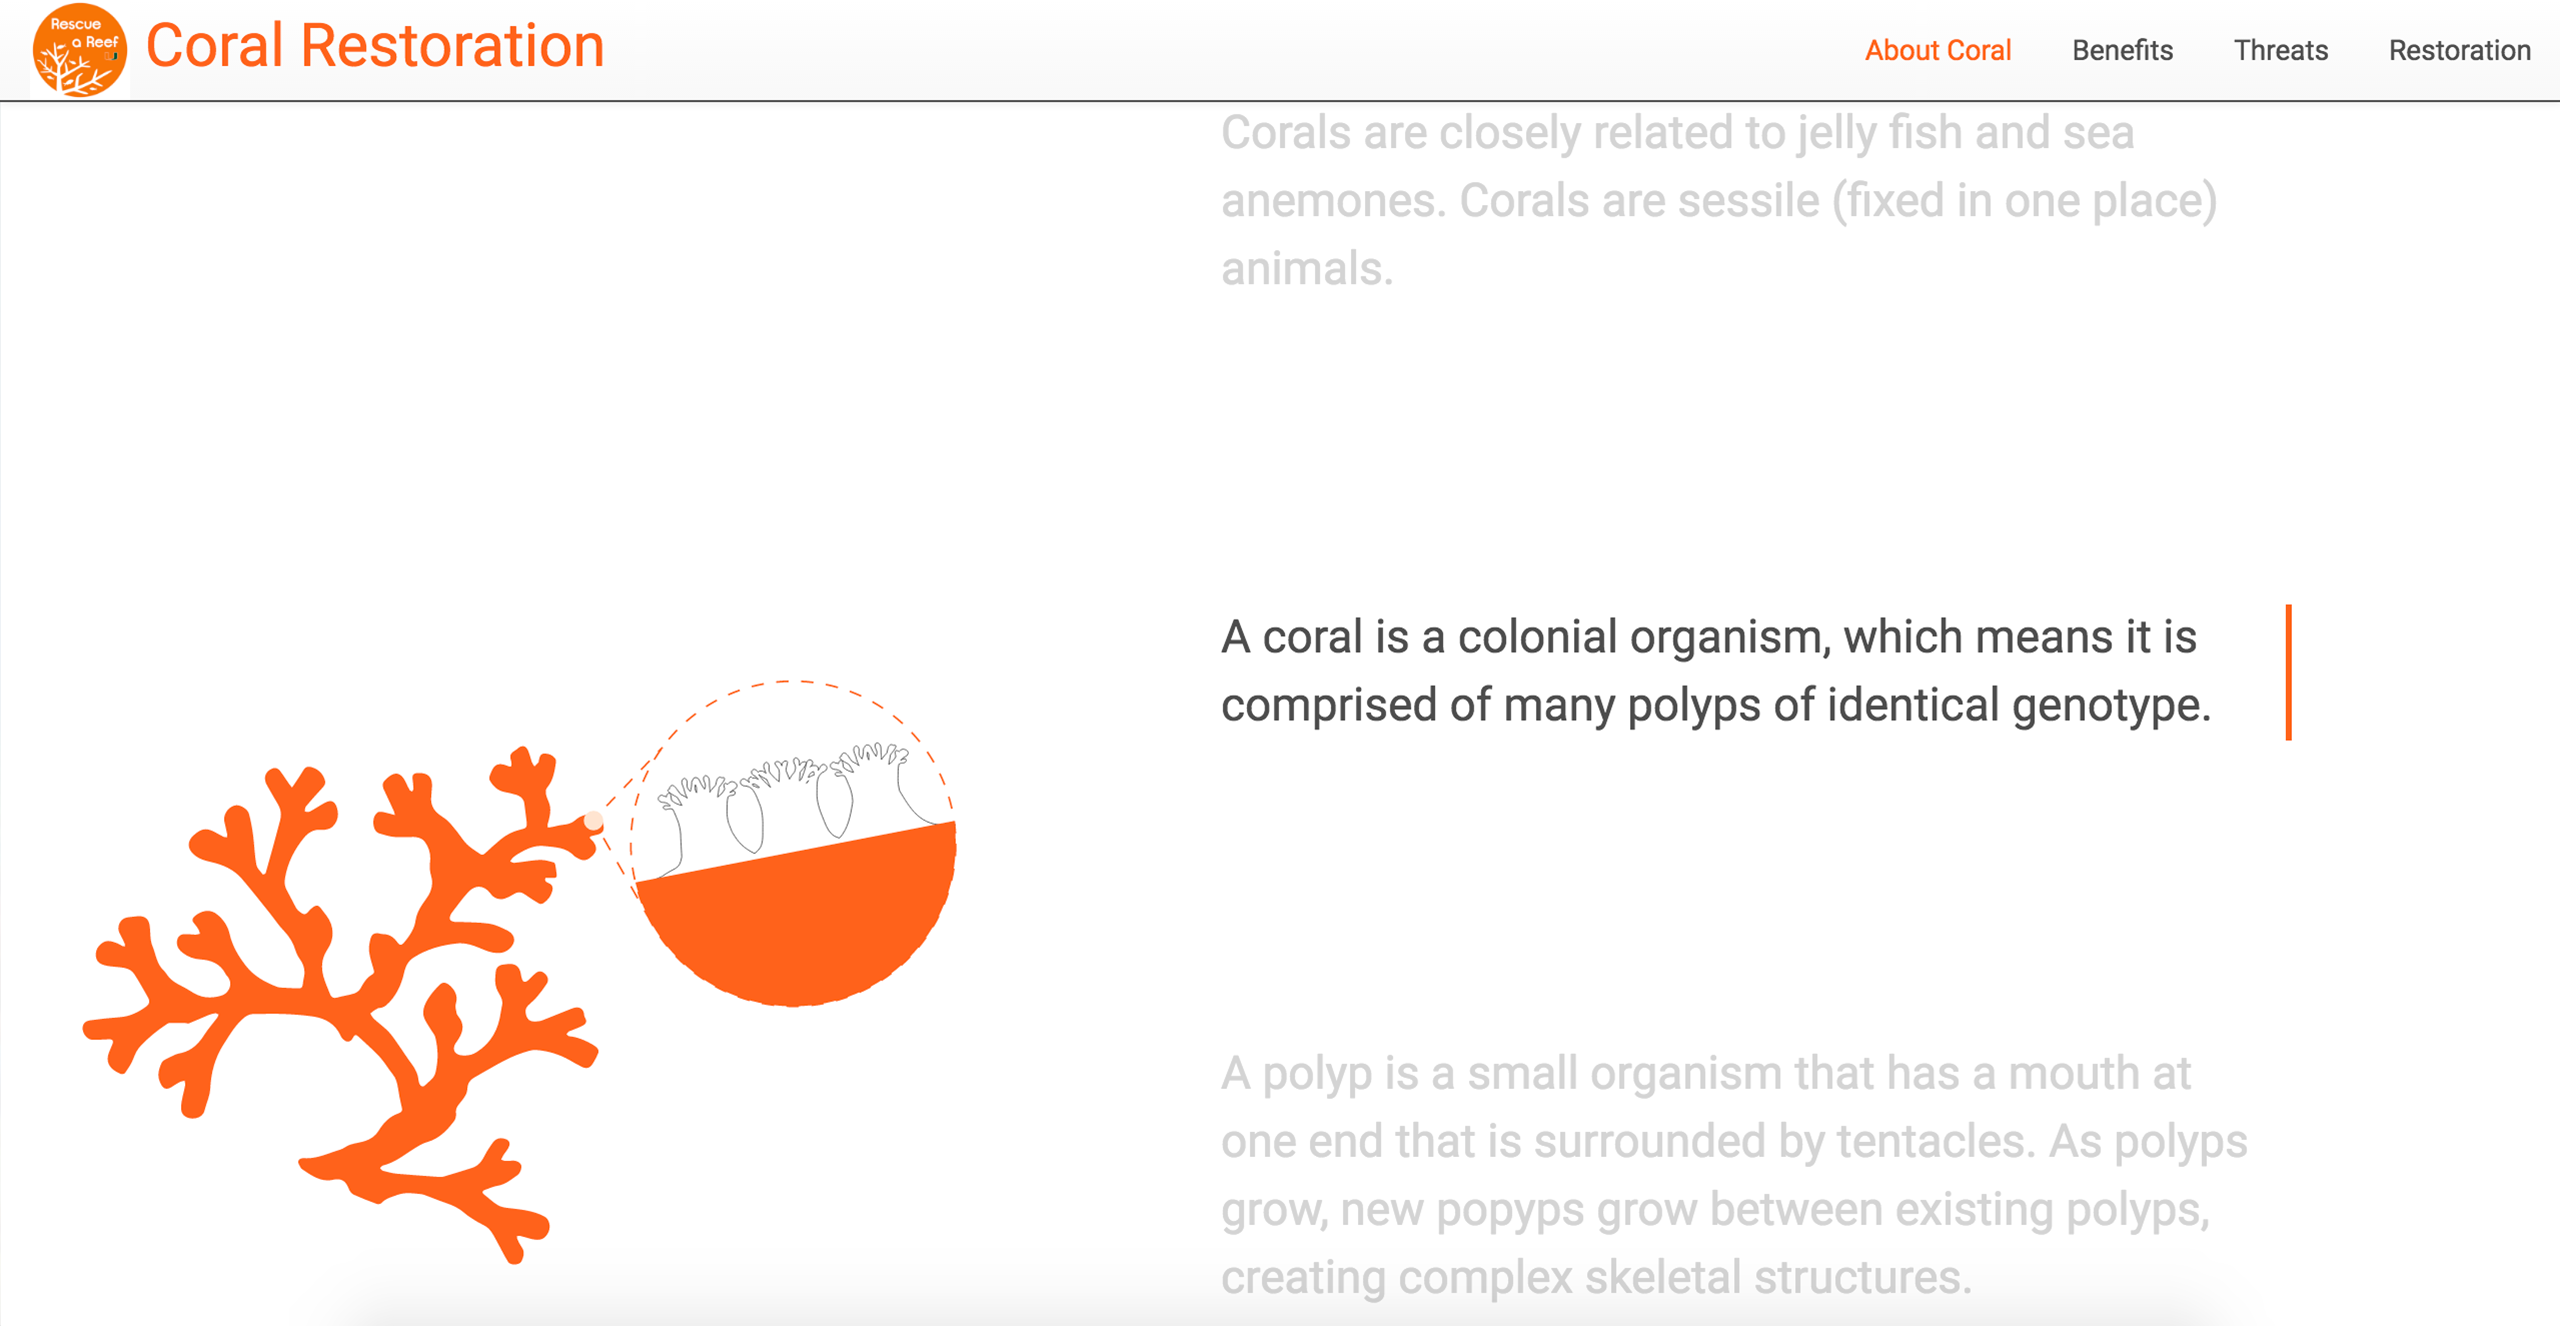 Rescue
a Reef
Coral Restoration
About Coral
Benefits
Threats
Restoration
Corals are closely related to jelly fish and sea
anemones. Corals are sessile (fixed in one place)
animals.
A coral is a colonial organism, which means it is
comprised of many polyps of identical genotype.
A polyp is a small organism that has a mouth at
one end that is surrounded by tentacles. As polyps
grow, new popyps grow between existing polyps,
creating complex skeletal structures.